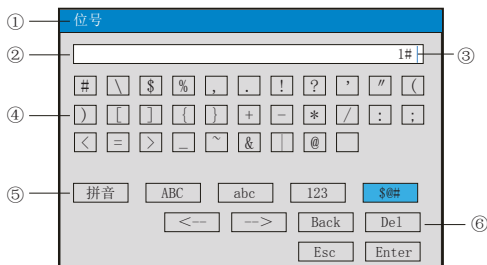 ① 位号
② 1# ③
# \ $ % , . ! ? ' " (
④ ) [ ] { } + - * / : ;
< = > _ ~ & | @
⑤ 拼音 ABC abc 123 $@#
<-- --> Back Del ⑥
Esc Enter